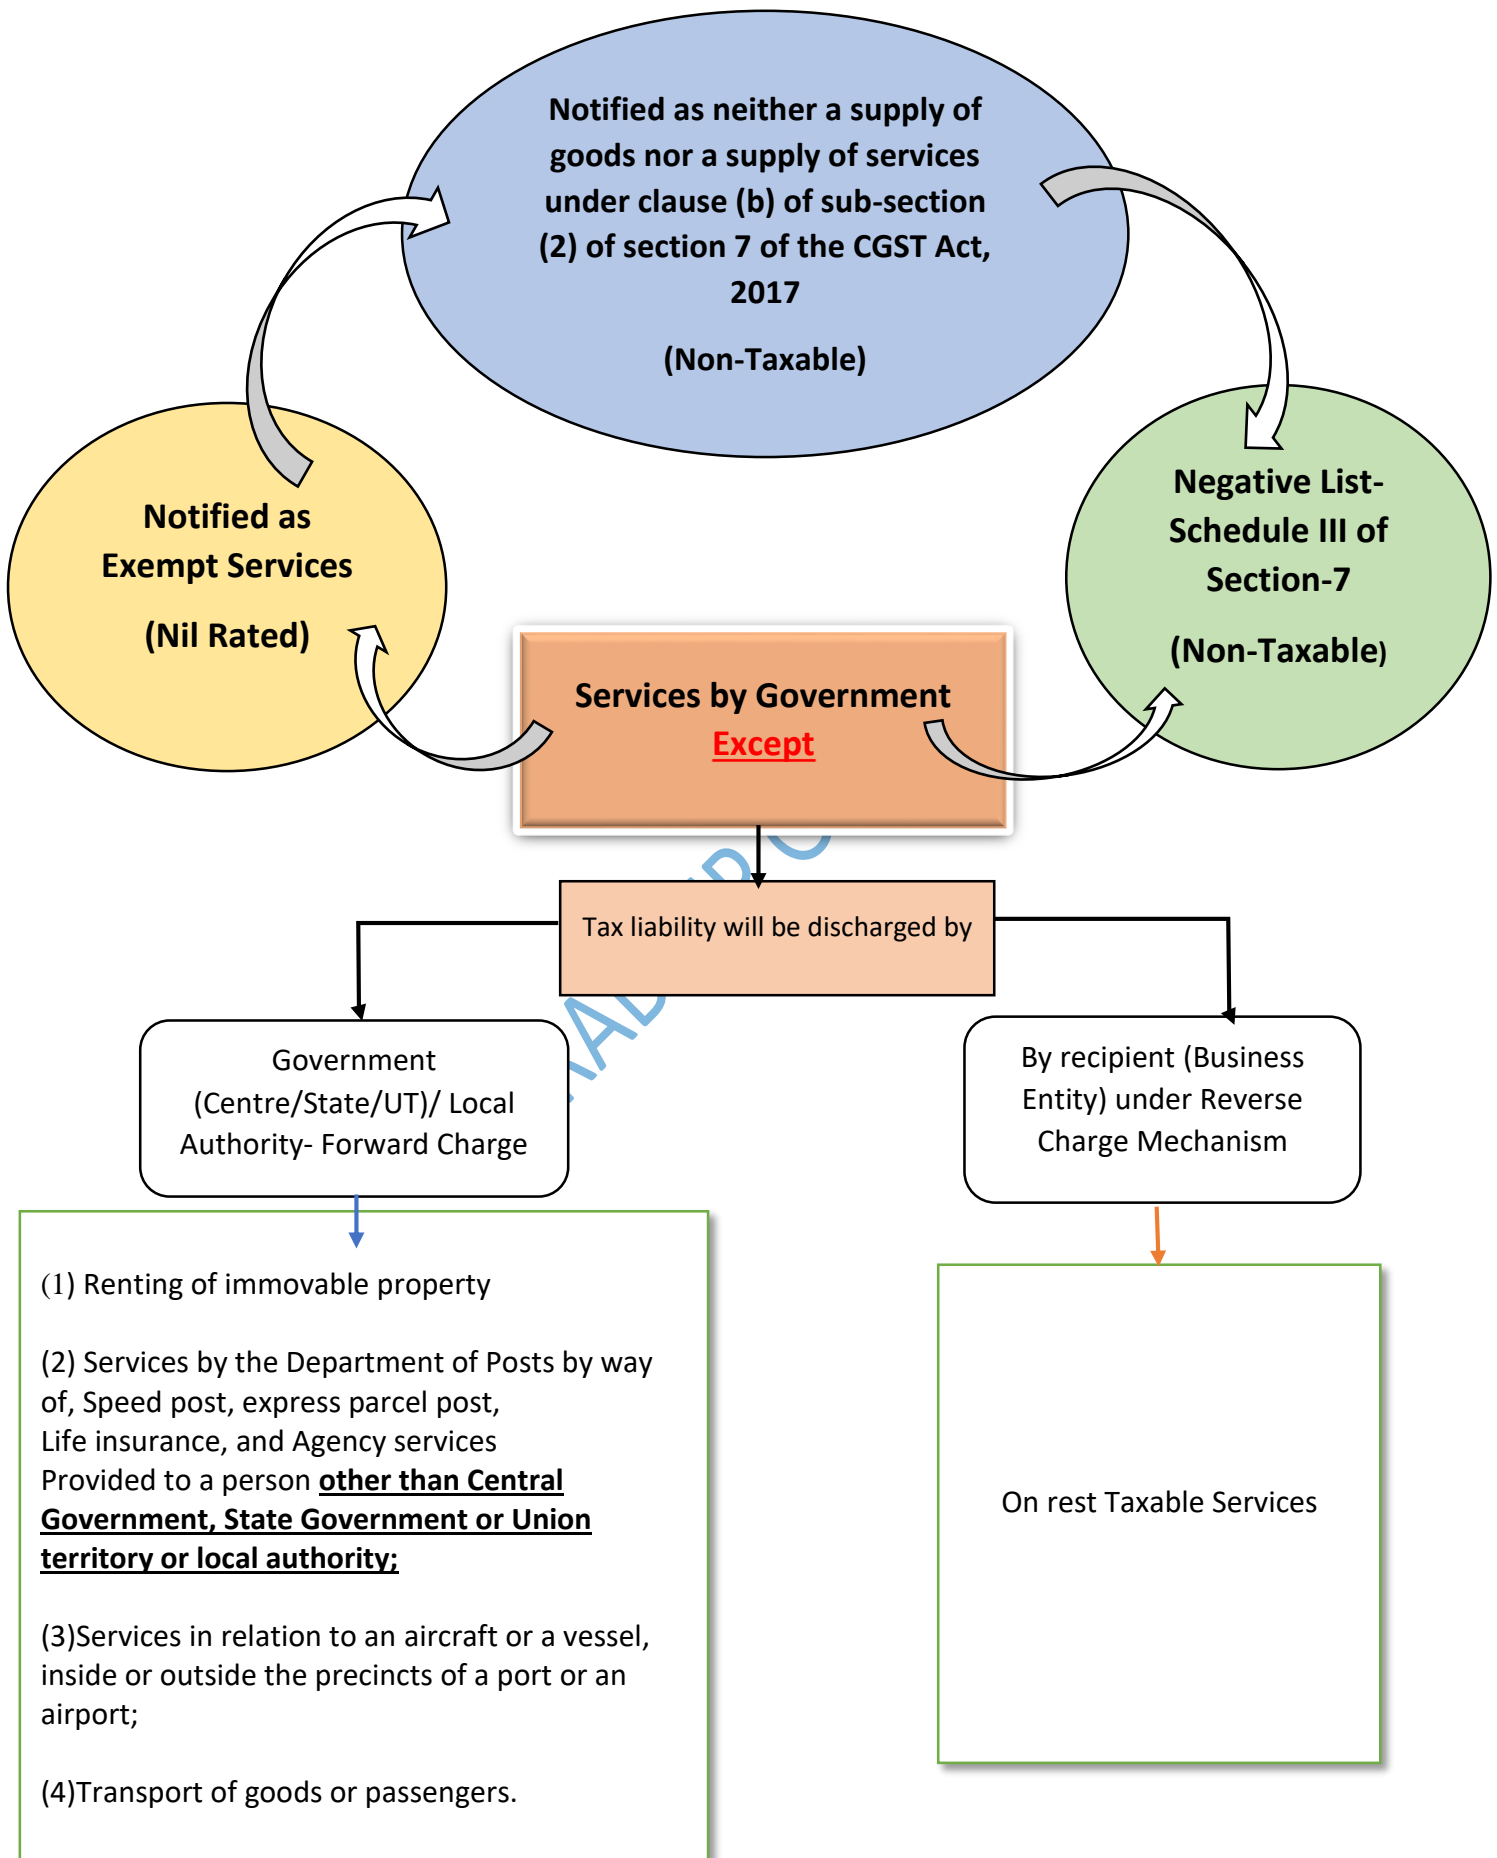 Notified as neither a supply of
goods nor a supply of services
under clause (b) of sub-section
(2) of section 7 of the CGST Act,
2017
(Non-Taxable)
Notified as
Exempt Services
(Nil Rated)
Negative List-
Schedule III of
Section-7
(Non-Taxable)
Services by Government
Except
Tax liability will be discharged by
Government
(Centre/State/UT)/ Local
Authority- Forward Charge
By recipient (Business
Entity) under Reverse
Charge Mechanism
(1) Renting of immovable property
(2) Services by the Department of Posts by way
of, Speed post, express parcel post,
Life insurance, and Agency services
Provided to a person other than Central
Government, State Government or Union
territory or local authority;
(3)Services in relation to an aircraft or a vessel,
inside or outside the precincts of a port or an
airport;
(4)Transport of goods or passengers.
On rest Taxable Services